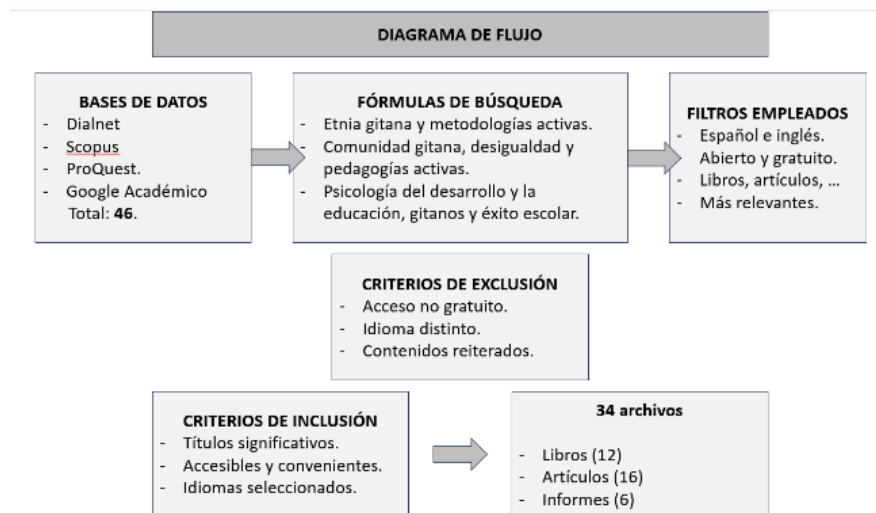 DIAGRAMA DE FLUJO
BASES DE DATOS
- Dialnet
- Scopus
- ProQuest.
- Google Académico
Total: 46.
FÓRMULAS DE BÚSQUEDA
- Etnia gitana y metodologías activas.
- Comunidad gitana, desigualdad y
pedagogías activas.
- Psicología del desarrollo y la
educación, gitanos y éxito escolar.
FILTROS EMPLEADOS
- Español e inglés.
- Abierto y gratuito.
- Libros, artículos, ...
- Más relevantes.
CRITERIOS DE EXCLUSIÓN
- Acceso no gratuito.
- Idioma distinto.
- Contenidos reiterados.
CRITERIOS DE INCLUSIÓN
- Títulos significativos.
- Accesibles y convenientes.
- Idiomas seleccionados.
34 archivos
- Libros (12)
- Artículos (16)
- Informes (6)